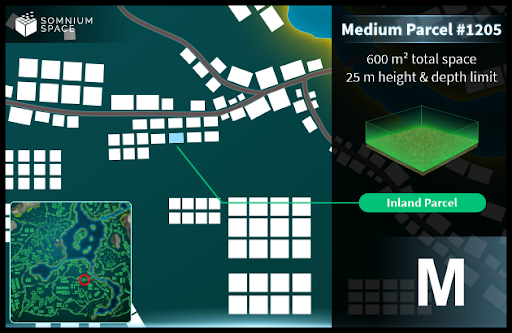 SOMNIUM
SPACE
Medium Parcel #1205
600 m² total space
25 m height & depth limit
Inland Parcel
M